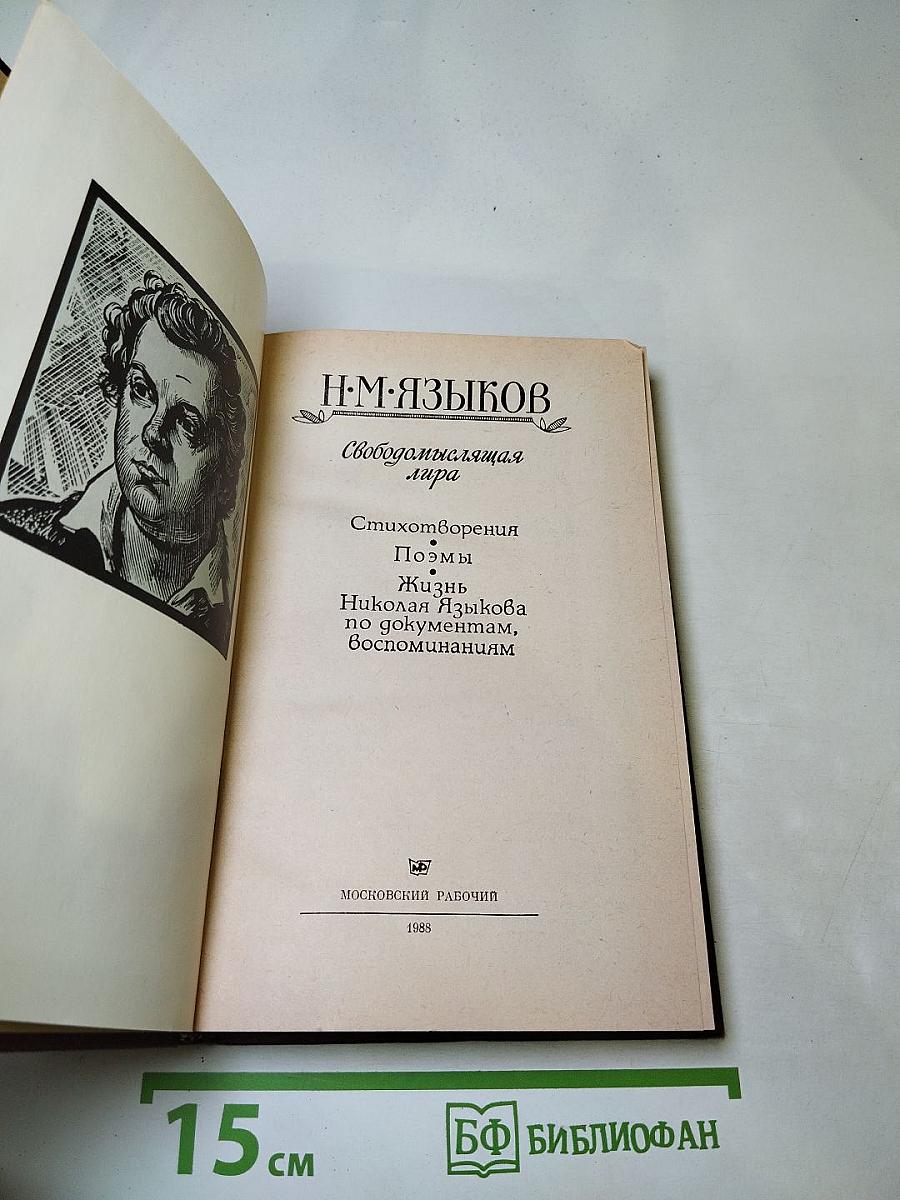 Н·М·ЯЗЫКОВ
Свободомыслящая
лира
Стихотворения
•
Поэмы
•
Жизнь
Николая Языкова
по документам,
воспоминаниям
МР
МОСКОВСКИЙ РАБОЧИЙ
1988
15 см
БФ БИБЛИОФАН